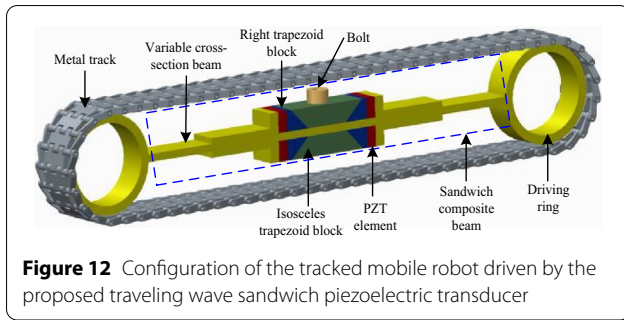 Right trapezoid
block
Bolt
Variable cross-
section beam
Metal track
Isosceles
trapezoid block
PZT
element
Sandwich
composite
beam
Driving
ring
Figure 12 Configuration of the tracked mobile robot driven by the
proposed traveling wave sandwich piezoelectric transducer